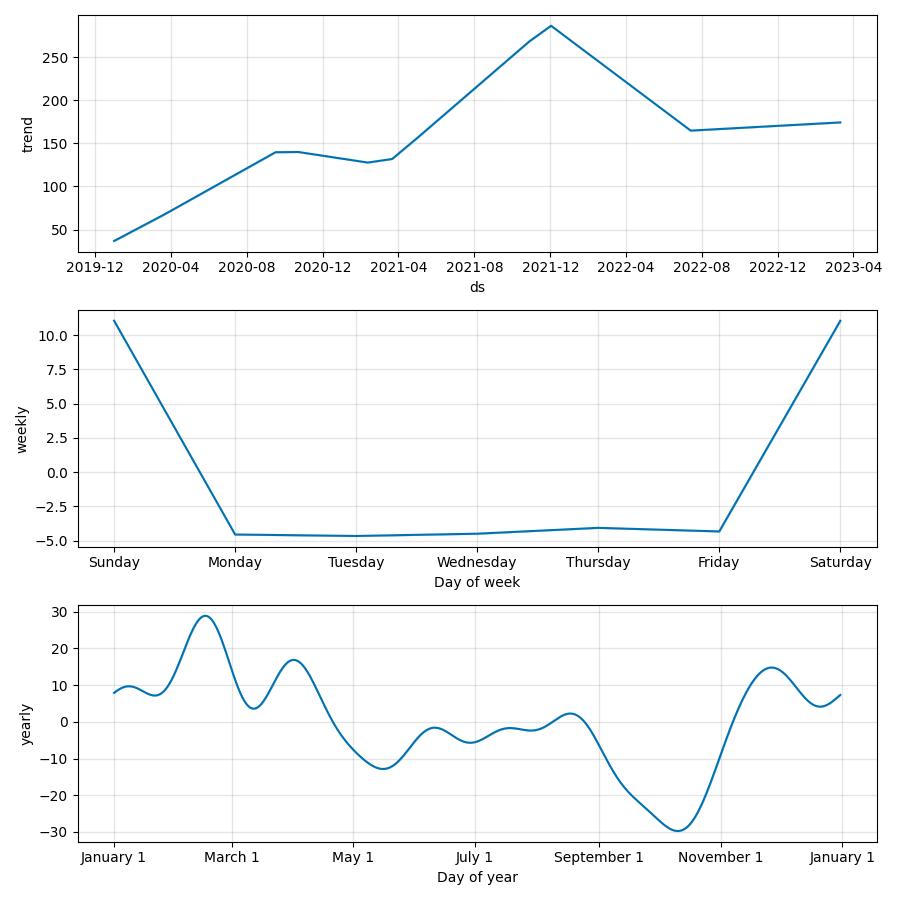 250
200
150
100
50
trend
2019-12 2020-04 2020-08 2020-12 2021-04 2021-08 2021-12 2022-04 2022-08 2022-12 2023-04
ds
10.0
7.5
5.0
2.5
0.0
−2.5
−5.0
weekly
Sunday Monday Tuesday Wednesday Thursday Friday Saturday
Day of week
30
20
10
0
−10
−20
−30
yearly
January 1 March 1 May 1 July 1 September 1 November 1 January 1
Day of year